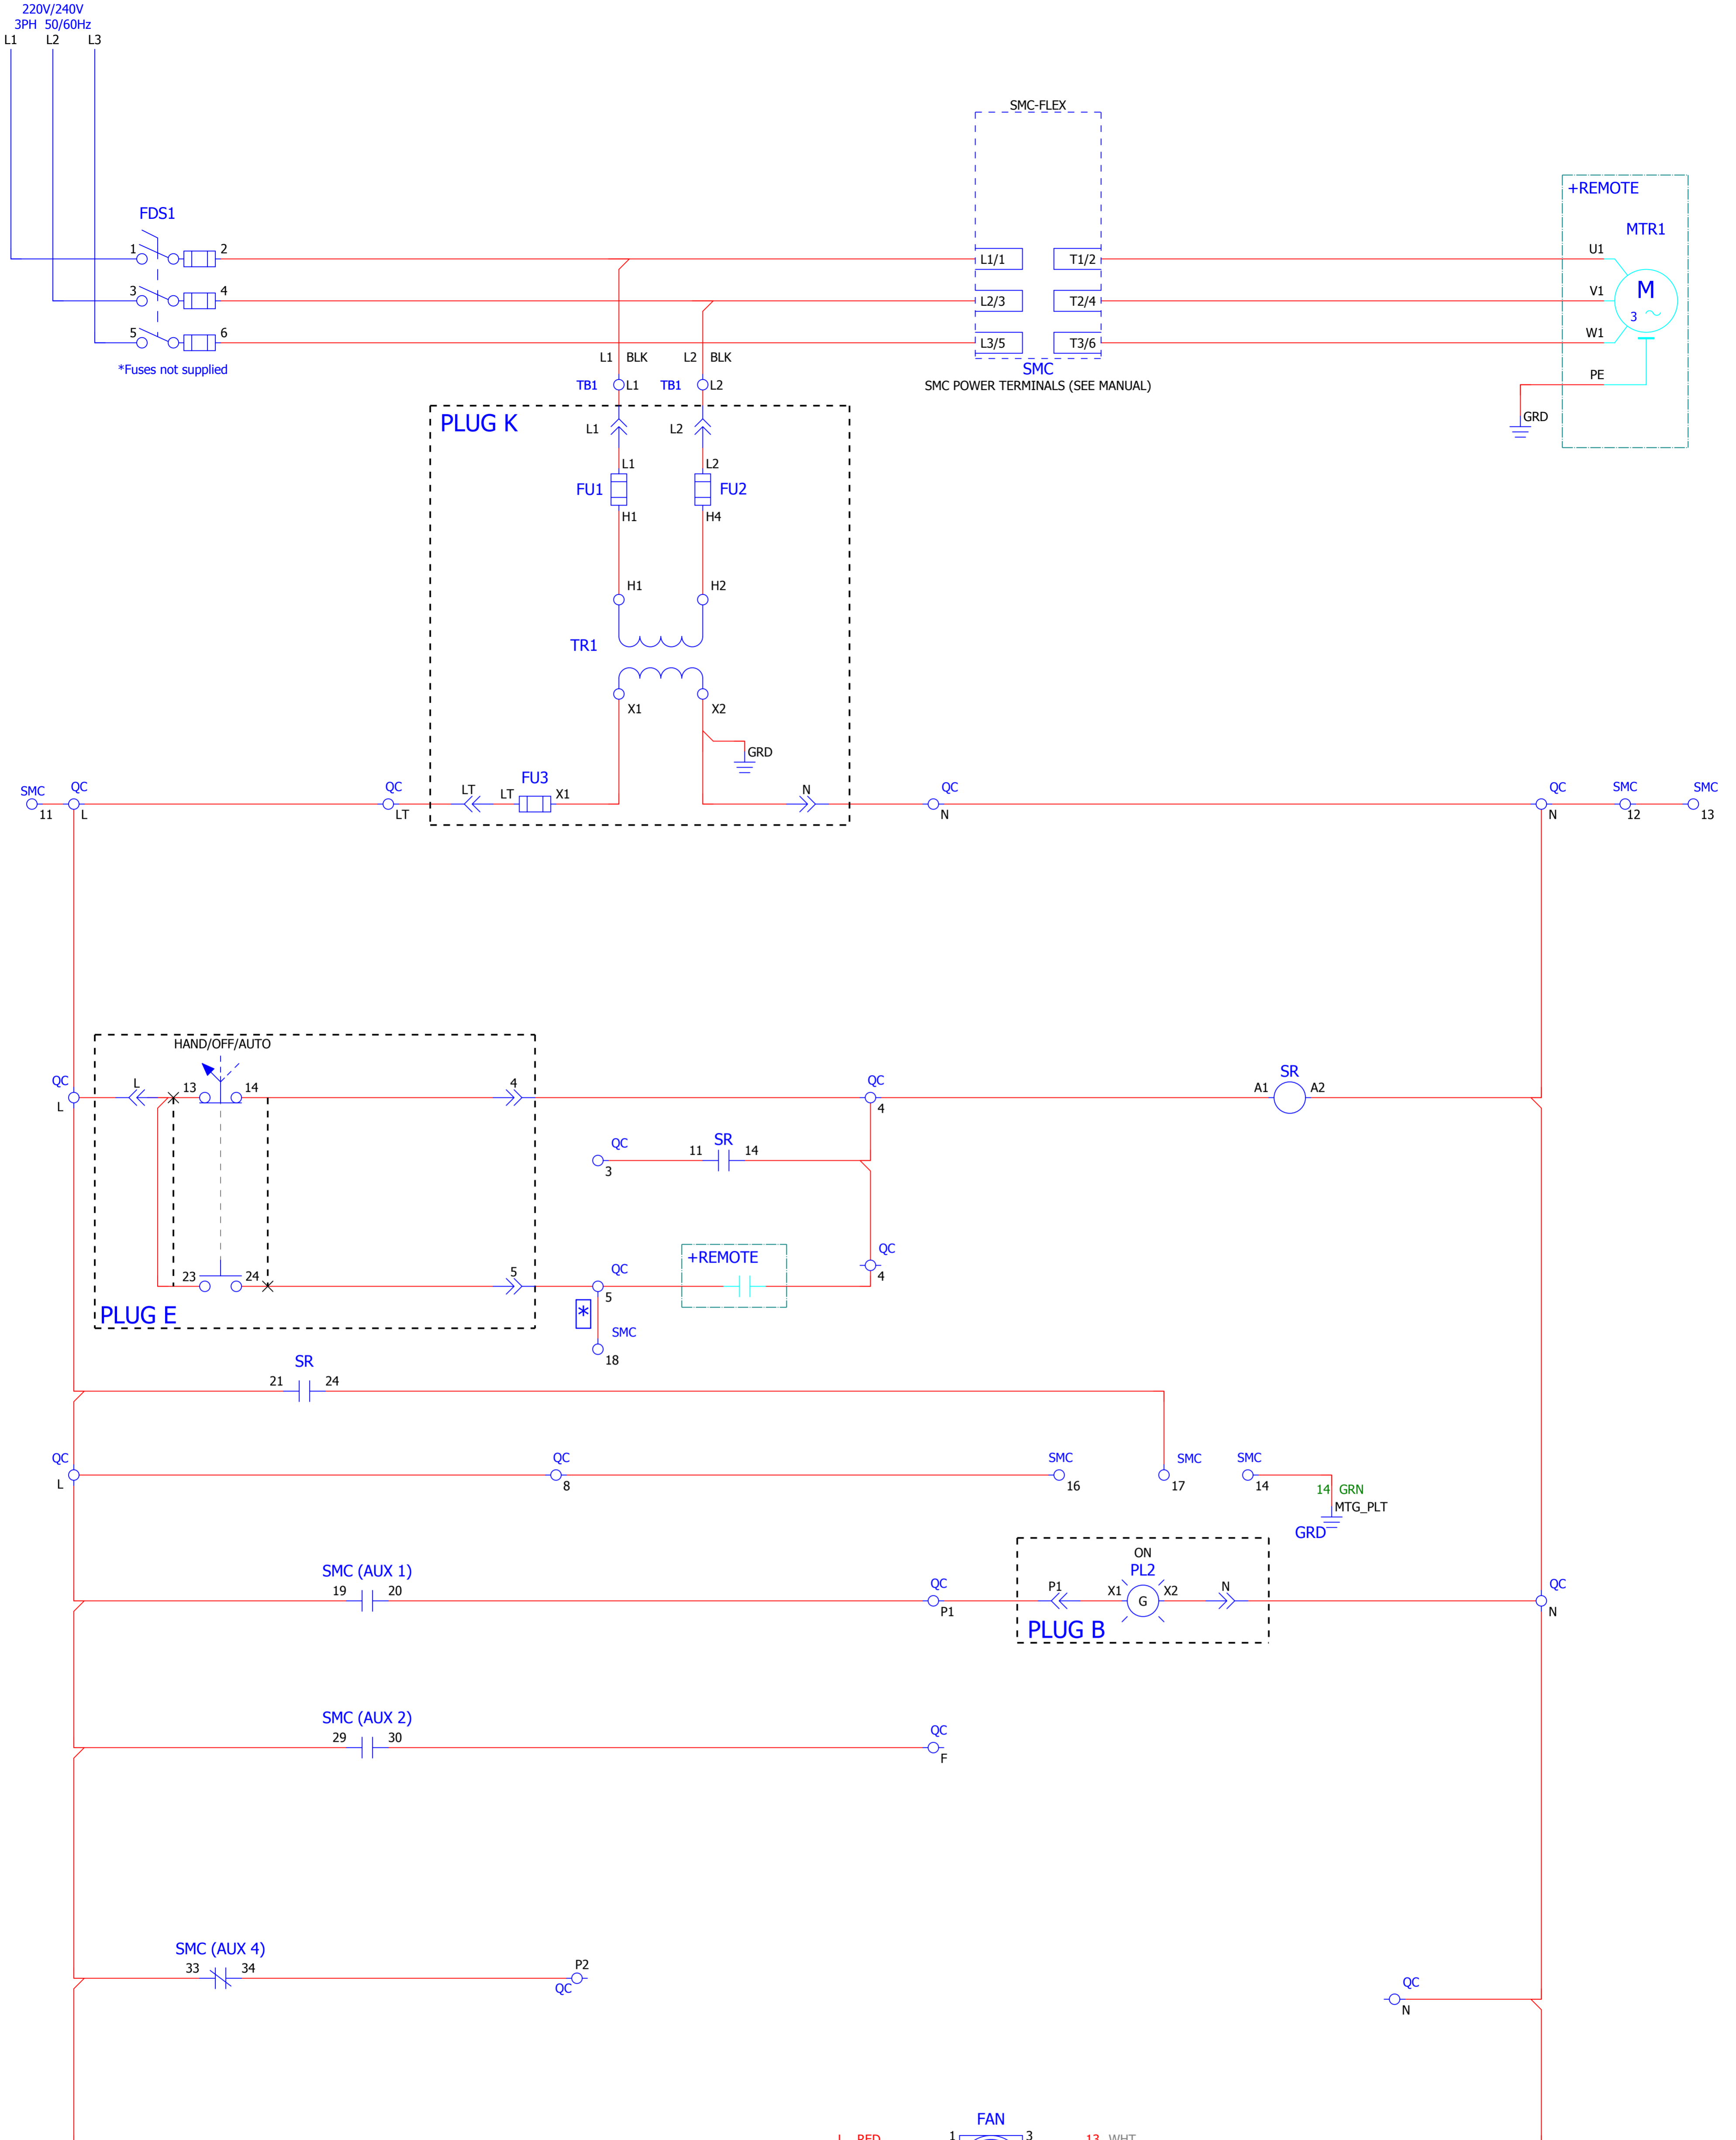 220V/240V
3PH 50/60Hz
L1 L2 L3
SMC-FLEX
+REMOTE
FDS1
MTR1
1 2
L1/1 T1/2
U1
3 4
L2/3 T2/4
V1
M
3
5 6
L3/5 T3/6
W1
*Fuses not supplied
L1 BLK L2 BLK
SMC
SMC POWER TERMINALS (SEE MANUAL)
PE
TB1 L1 TB1 L2
GRD
PLUG K
L1 L2
L1 L2
FU1 FU2
H1 H4
H1 H2
TR1
X1 X2
GRD
SMC QC QC LT LT FU3 X1 N QC QC SMC SMC
11 L LT N N 12 13
HAND/OFF/AUTO
QC L 13 14 4 QC SR
L 4 A1 A2
QC 11 SR 14
3
+REMOTE QC
4
23 24 5 QC
5
PLUG E
*
SMC
18
SR
21 24
QC QC SMC SMC SMC
L 8 16 17 14
14 GRN
MTG_PLT
GRD
ON
SMC (AUX 1) PL2
19 20 QC P1 X1 G X2 N QC
P1 N
PLUG B
SMC (AUX 2)
29 30 QC
F
SMC (AUX 4)
33 34 P2
QC
QC
N
FAN
L RED 1 3 13 WHT